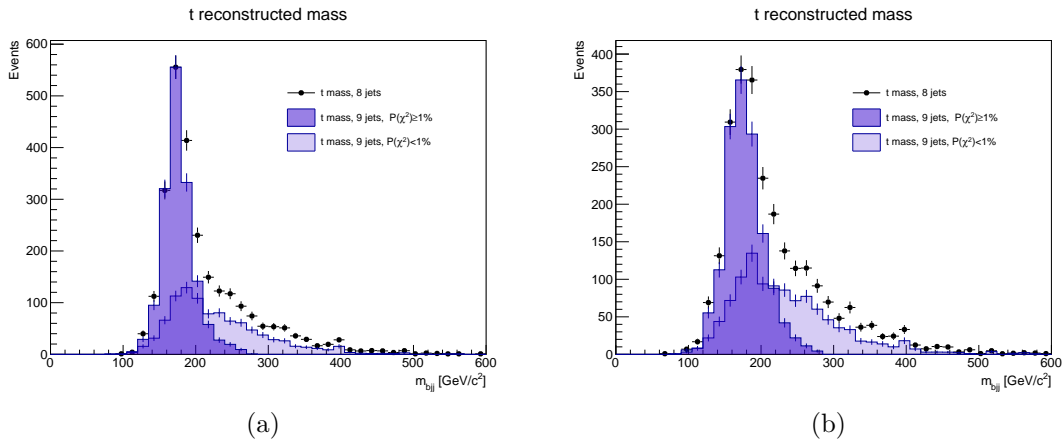 t reconstructed mass
Events
600
500
400
300
200
100
0
0 100 200 300 400 500 600
m_bjj [GeV/c²]
t mass, 8 jets
t mass, 9 jets, P(χ²)≥1%
t mass, 9 jets, P(χ²)<1%
(a)
t reconstructed mass
Events
400
350
300
250
200
150
100
50
0
0 100 200 300 400 500 600
m_bjj [GeV/c²]
t mass, 8 jets
t mass, 9 jets, P(χ²)≥1%
t mass, 9 jets, P(χ²)<1%
(b)